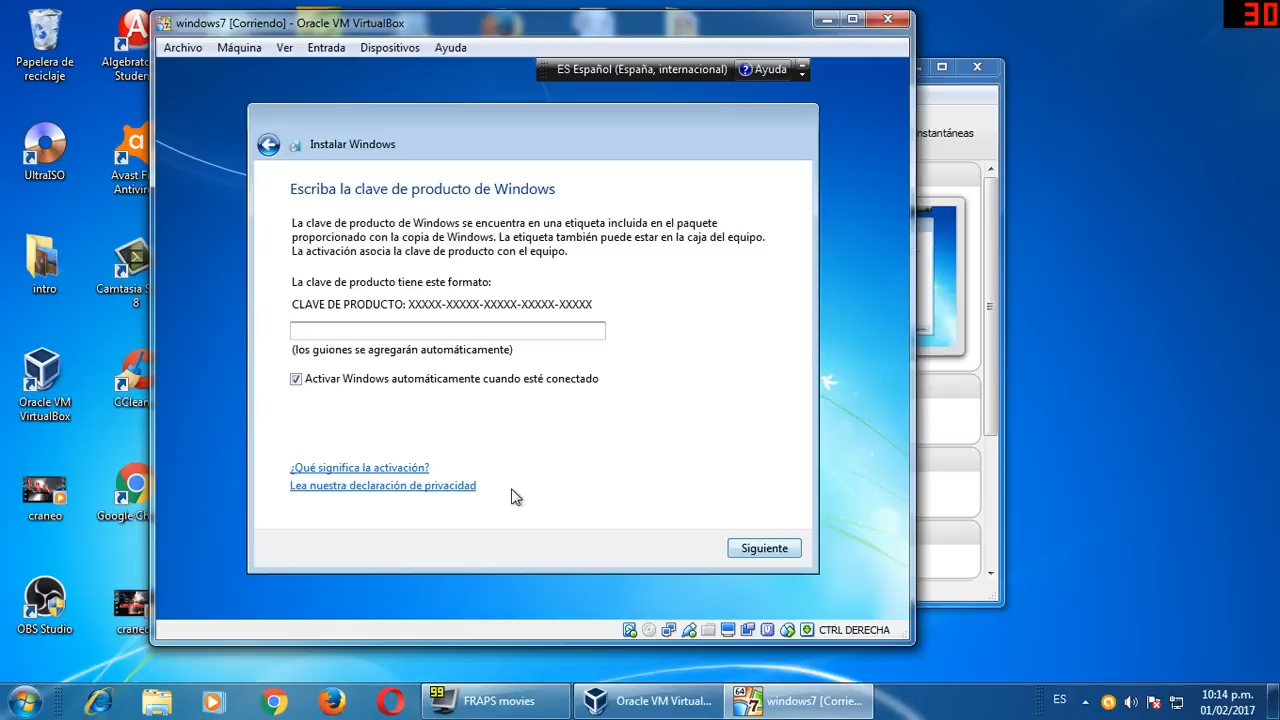 30
windows7 [Corriendo] - Oracle VM VirtualBox
Archivo Máquina Ver Entrada Dispositivos Ayuda
ES Español (España, internacional) Ayuda
Instalar Windows
Escriba la clave de producto de Windows
La clave de producto de Windows se encuentra en una etiqueta incluida en el paquete
proporcionado con la copia de Windows. La etiqueta también puede estar en la caja del equipo.
La activación asocia la clave de producto con el equipo.
La clave de producto tiene este formato:
CLAVE DE PRODUCTO: XXXXX-XXXXX-XXXXX-XXXXX-XXXXX
(los guiones se agregarán automáticamente)
Activar Windows automáticamente cuando esté conectado
¿Qué significa la activación?
Lea nuestra declaración de privacidad
Siguiente
CTRL DERECHA
nstantáneas
Papelera de
reciclaje
Algebrato
Studen
UltraISO
Avast F
Antivir
intro
Camtasia S
8
Oracle VM
VirtualBox
CClean
craneo
Google Ch
OBS Studio
crane
99
FRAPS movies
Oracle VM Virtual...
64
7
windows7 [Corrie...
ES
10:14 p.m.
01/02/2017